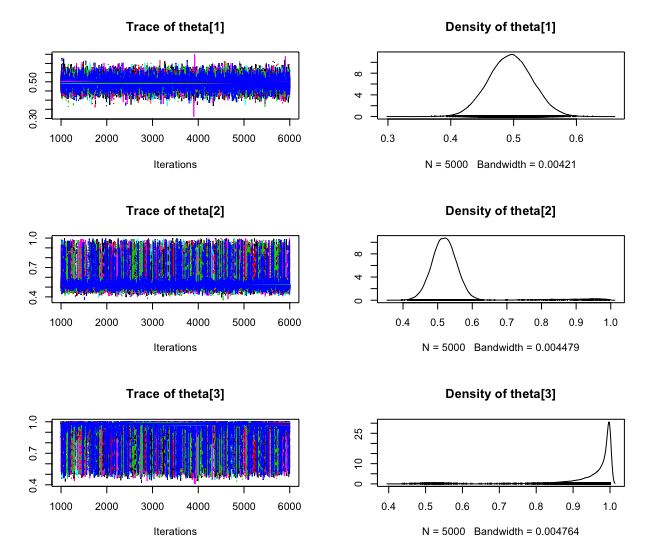 Trace of theta[1]
0.30 0.50
1000 2000 3000 4000 5000 6000
Iterations
Density of theta[1]
0 4 8
0.3 0.4 0.5 0.6
N = 5000 Bandwidth = 0.00421
Trace of theta[2]
0.4 0.7 1.0
1000 2000 3000 4000 5000 6000
Iterations
Density of theta[2]
0 4 8
0.4 0.5 0.6 0.7 0.8 0.9 1.0
N = 5000 Bandwidth = 0.004479
Trace of theta[3]
0.4 0.7 1.0
1000 2000 3000 4000 5000 6000
Iterations
Density of theta[3]
0 10 25
0.4 0.5 0.6 0.7 0.8 0.9 1.0
N = 5000 Bandwidth = 0.004764